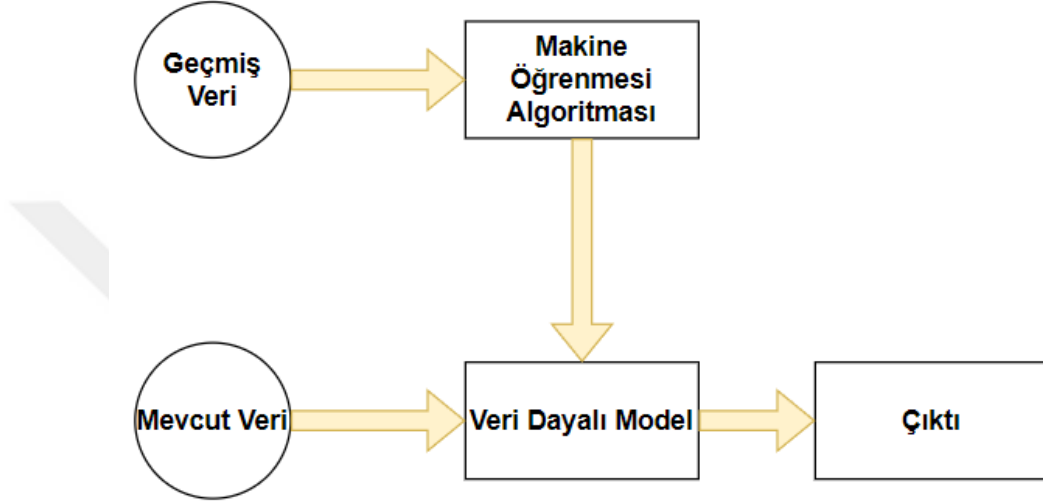 Geçmiş
Veri
Makine
Öğrenmesi
Algoritması
Mevcut Veri
Veri Dayalı Model
Çıktı